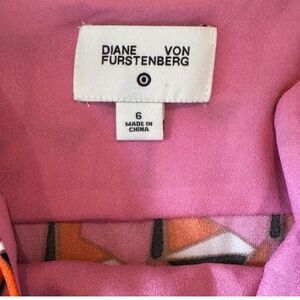 DIANE VON
FURSTENBERG
6
MADE IN
CHINA